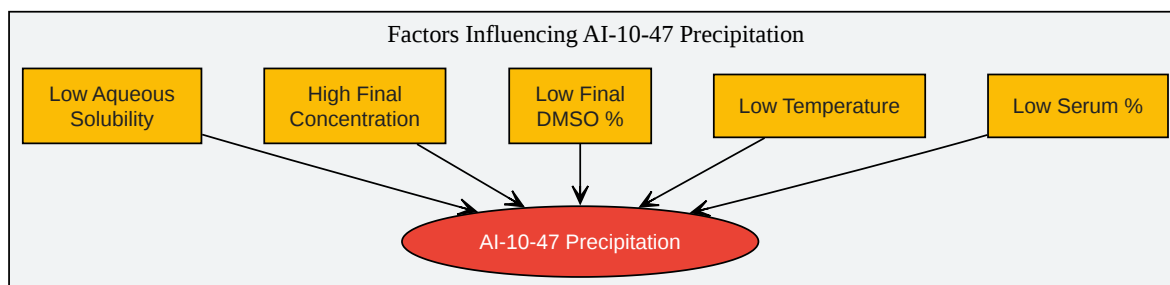 Factors Influencing AI-10-47 Precipitation
Low Aqueous
Solubility
High Final
Concentration
Low Final
DMSO %
Low Temperature
Low Serum %
AI-10-47 Precipitation